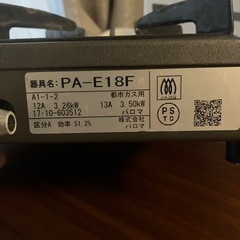 器具名: PA-E18F
A1-1-2 都市ガス用
12A 3.26kW 13A 3.50kW
17・10-603512 パロマ
区分A 効率 51.2% 株式会社
パロマ
PS
TG